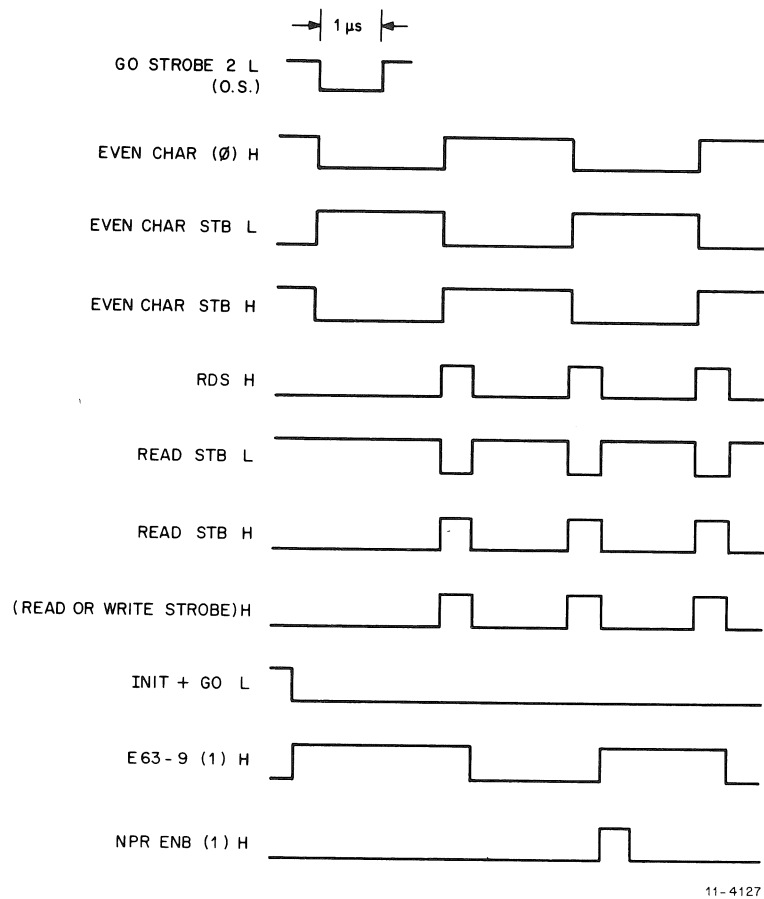 1 µs
GO STROBE 2 L
(O.S.)
EVEN CHAR (Ø) H
EVEN CHAR STB L
EVEN CHAR STB H
RDS H
READ STB L
READ STB H
(READ OR WRITE STROBE)H
INIT + GO L
E63-9 (1) H
NPR ENB (1) H
11-4127